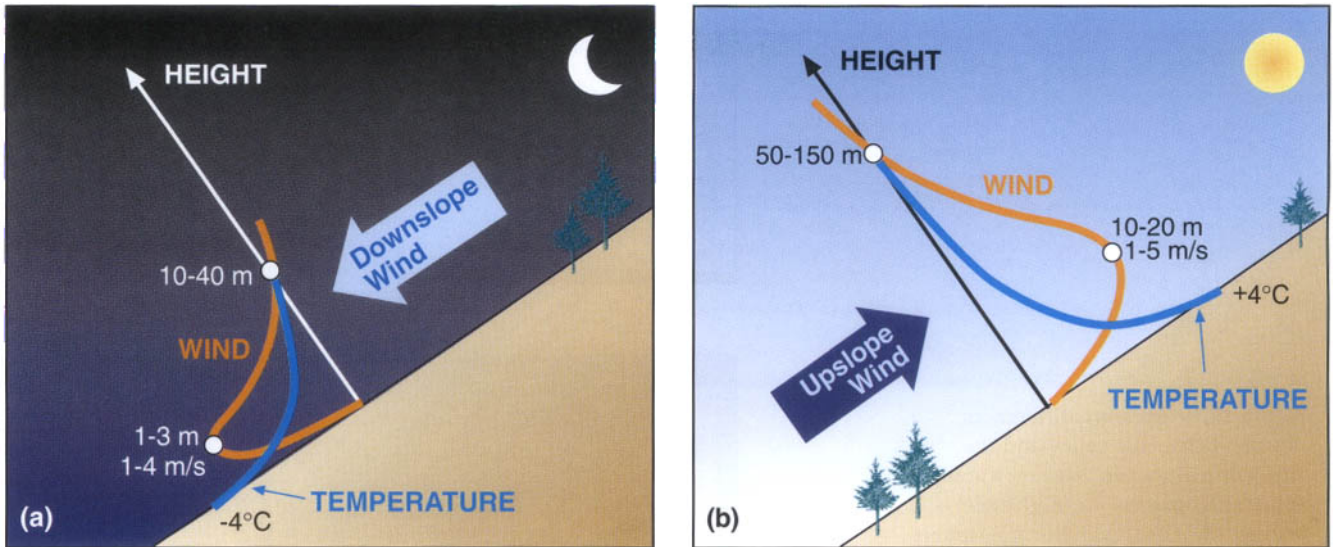 HEIGHT
10-40 m
Downslope
Wind
WIND
1-3 m
1-4 m/s
TEMPERATURE
-4°C
(a)
HEIGHT
50-150 m
WIND
10-20 m
1-5 m/s
+4°C
Upslope
Wind
TEMPERATURE
(b)